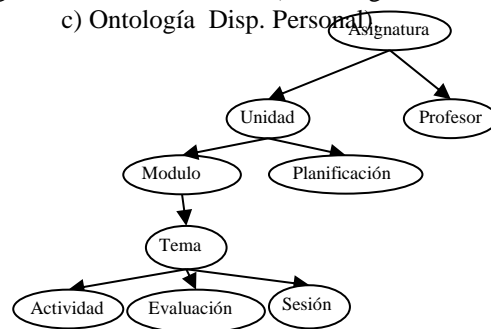 c) Ontología Disp. Personal)
Asignatura
Unidad
Profesor
Modulo
Planificación
Tema
Actividad
Evaluación
Sesión